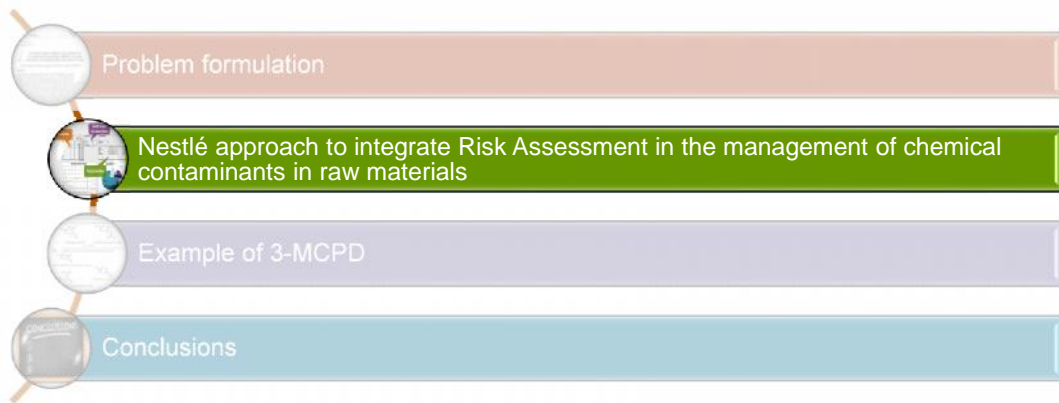 Problem formulation
Nestlé approach to integrate Risk Assessment in the management of chemical
contaminants in raw materials
Example of 3-MCPD
Conclusions